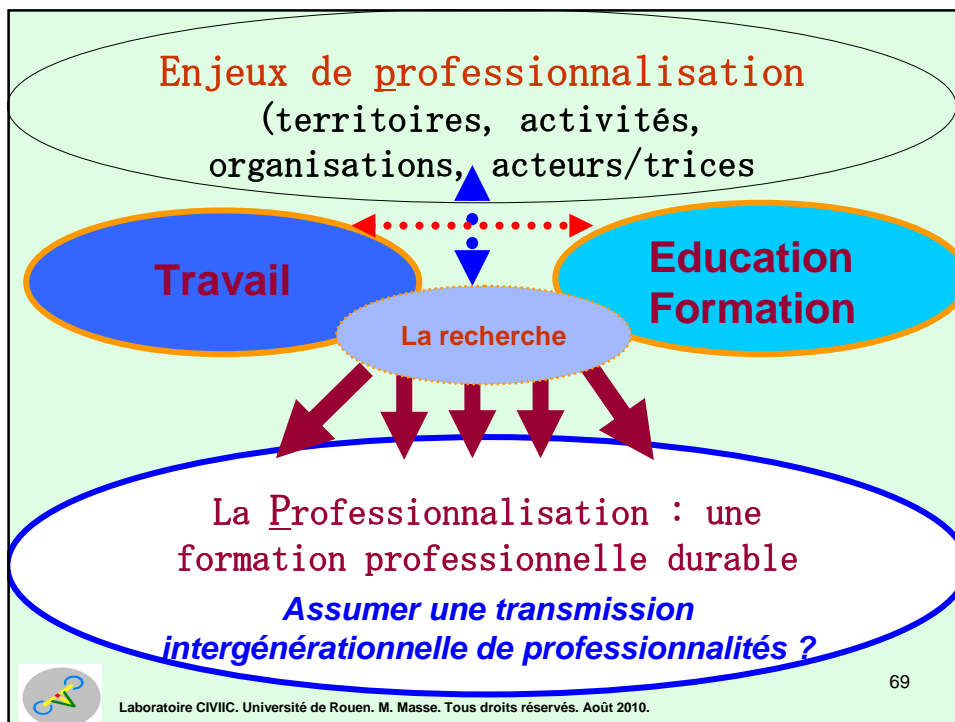 Enjeux de professionnalisation
(territoires, activités,
organisations, acteurs/trices
Travail
Education
Formation
La recherche
La Professionnalisation : une
formation professionnelle durable
Assumer une transmission
intergénérationnelle de professionnalités ?
69
Laboratoire CIVIIC. Université de Rouen. M. Masse. Tous droits réservés. Août 2010.